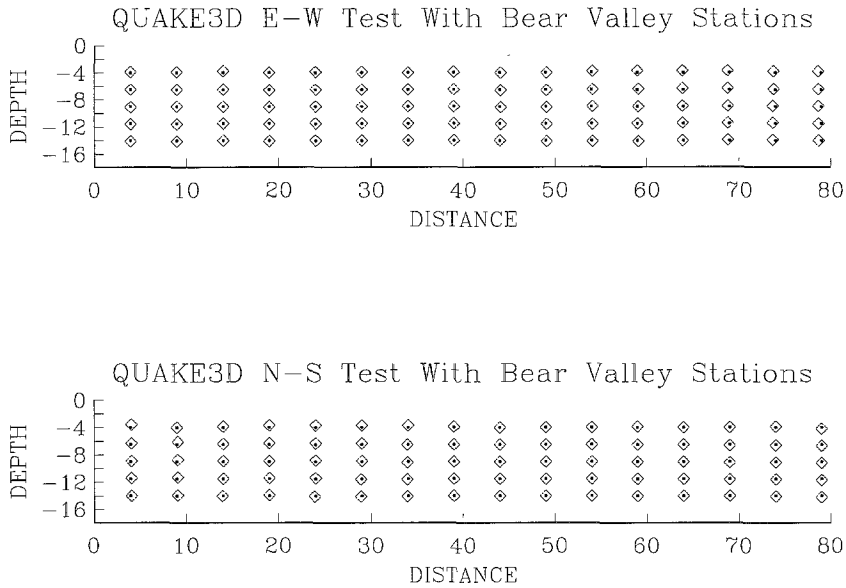 QUAKE3D E-W Test With Bear Valley Stations
0
-4
-8
-12
-16
DEPTH
0 10 20 30 40 50 60 70 80
DISTANCE
QUAKE3D N-S Test With Bear Valley Stations
0
-4
-8
-12
-16
DEPTH
0 10 20 30 40 50 60 70 80
DISTANCE